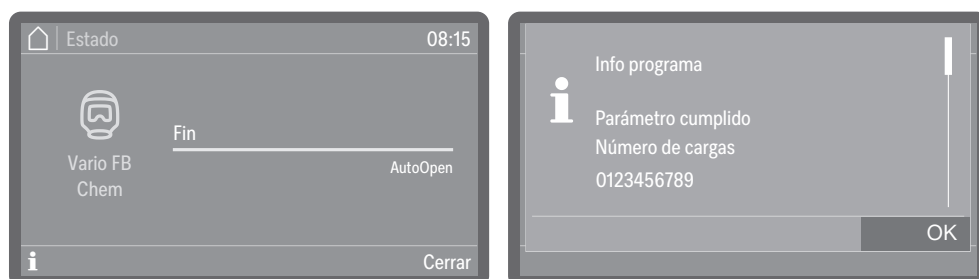 Estado
08:15
Fin
Vario FB
Chem
AutoOpen
Cerrar
Info programa
Parámetro cumplido
Número de cargas
0123456789
OK